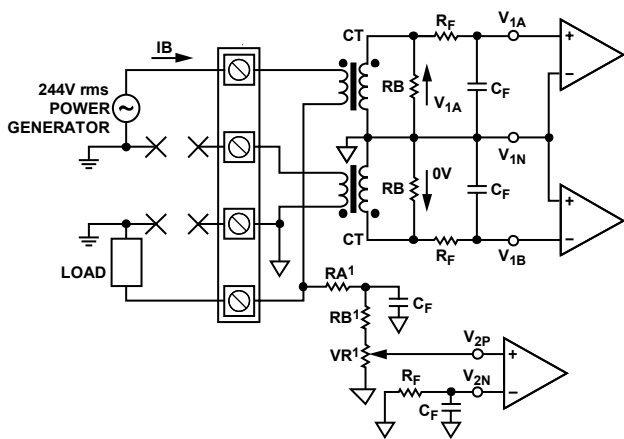 IB
CT
RF
V1A
244V rms
POWER
GENERATOR
RB
V1A
CF
+
−
V1N
RB
0V
CF
+
−
CT
RF
V1B
LOAD
RA1
CF
RB1
VR1
V2P
+
RF
V2N
−
CF